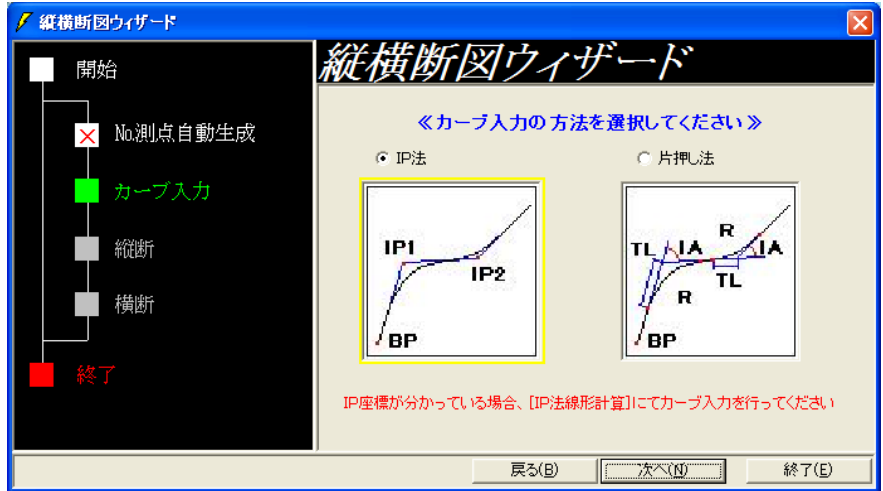 縦横断図ウィザード
縦横断図ウィザード
開始
No.測点自動生成
カーブ入力
縦断
横断
終了
≪カーブ入力の方法を選択してください≫
IP法
片押し法
IP1
IP2
BP
R
TL
IA
IA
TL
R
BP
IP座標が分かっている場合、[IP法線形計算]にてカーブ入力を行ってください
戻る(B)
次へ(N)
終了(E)